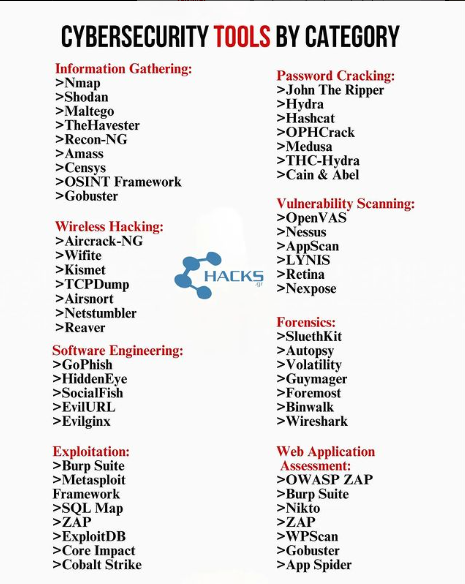 CYBERSECURITY TOOLS BY CATEGORY
Information Gathering:
>Nmap
>Shodan
>Maltego
>TheHavester
>Recon-NG
>Amass
>Censys
>OSINT Framework
>Gobuster
Wireless Hacking:
>Aircrack-NG
>Wifite
>Kismet
>TCPDump
>Airsnort
>Netstumbler
>Reaver
Software Engineering:
>GoPhish
>HiddenEye
>SocialFish
>EvilURL
>Evilginx
Exploitation:
>Burp Suite
>Metasploit
Framework
>SQL Map
>ZAP
>ExploitDB
>Core Impact
>Cobalt Strike
HACKS
Password Cracking:
>John The Ripper
>Hydra
>Hashcat
>OPHCrack
>Medusa
>THC-Hydra
>Cain & Abel
Vulnerability Scanning:
>OpenVAS
>Nessus
>AppScan
>LYNIS
>Retina
>Nexpose
Forensics:
>SluethKit
>Autopsy
>Volatility
>Guymager
>Foremost
>Binwalk
>Wireshark
Web Application
Assessment:
>OWASP ZAP
>Burp Suite
>Nikto
>ZAP
>WPScan
>Gobuster
>App Spider